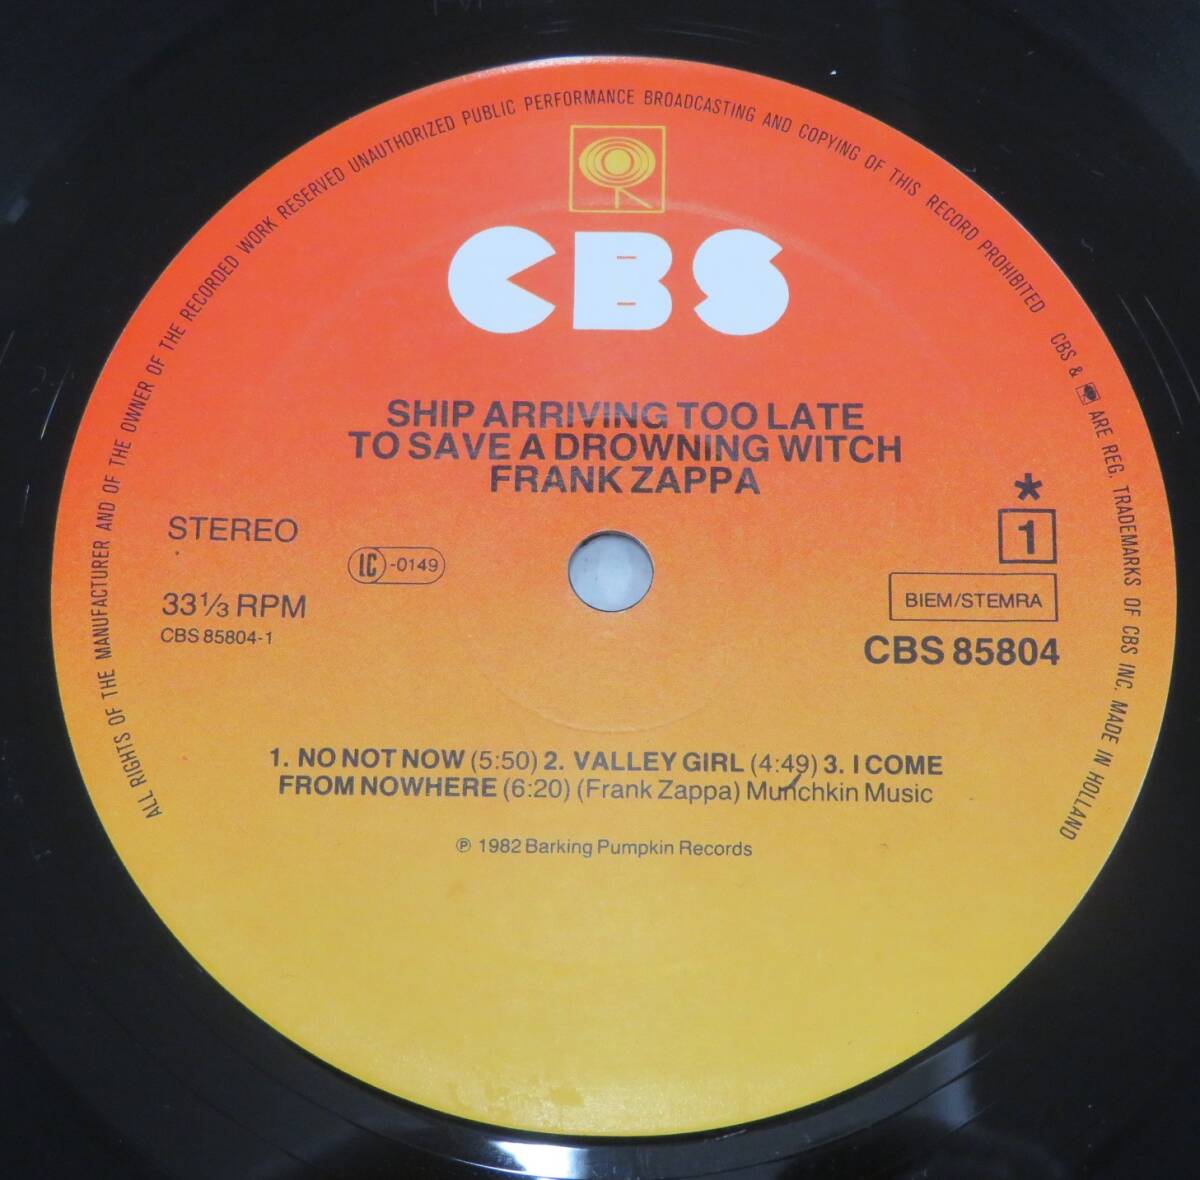 ALL RIGHTS OF THE MANUFACTURER AND OF THE OWNER OF THE RECORDED WORK RESERVED UNAUTHORIZED PUBLIC PERFORMANCE BROADCASTING AND COPYING OF THIS RECORD PROHIBITED
CBS & ARE REG. TRADEMARKS OF CBS INC. MADE IN HOLLAND
CBS
SHIP ARRIVING TOO LATE
TO SAVE A DROWNING WITCH
FRANK ZAPPA
STEREO
LC-0149
33 1/3 RPM
CBS 85804-1
*
1
BIEM/STEMRA
CBS 85804
1. NO NOT NOW (5:50) 2. VALLEY GIRL (4:49) 3. I COME
FROM NOWHERE (6:20) (Frank Zappa) Munchkin Music
℗ 1982 Barking Pumpkin Records